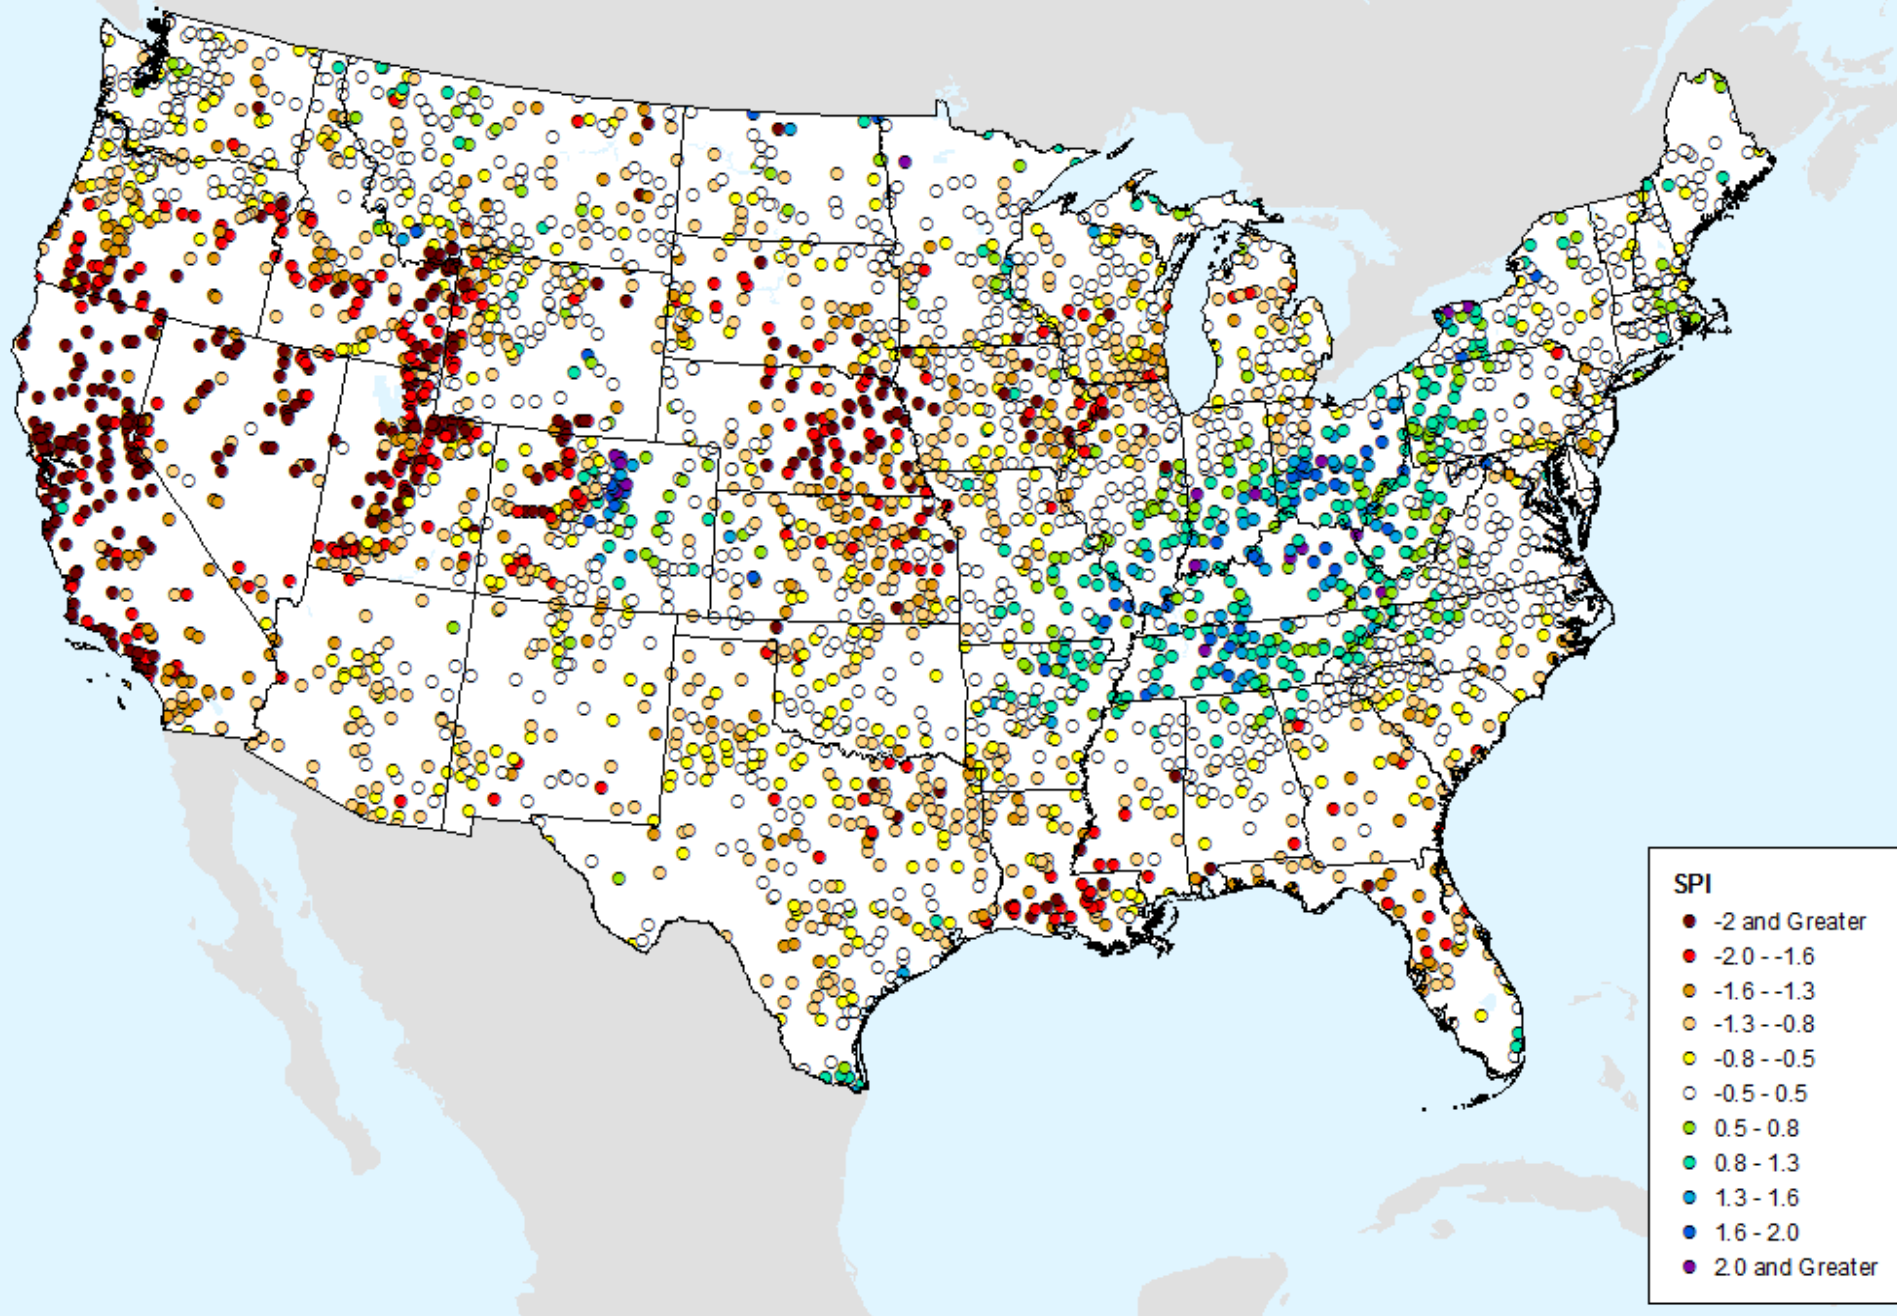 SPI
-2 and Greater
-2.0 - -1.6
-1.6 - -1.3
-1.3 - -0.8
-0.8 - -0.5
-0.5 - 0.5
0.5 - 0.8
0.8 - 1.3
1.3 - 1.6
1.6 - 2.0
2.0 and Greater